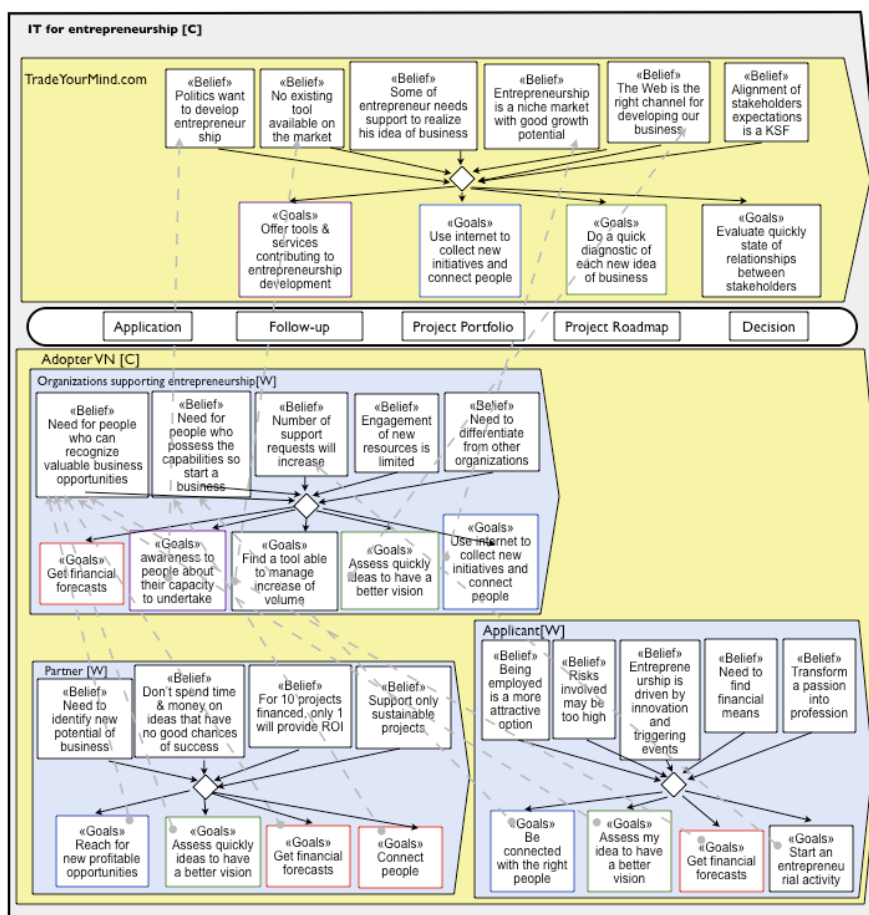 IT for entrepreneurship [C]
TradeYourMind.com
«Belief»
Politics want
to develop
entrepreneur
ship
«Belief»
No existing
tool
available on
the market
«Belief»
Some of
entrepreneur needs
support to realize
his idea of business
«Belief»
Entrepreneurship
is a niche market
with good growth
potential
«Belief»
The Web is the
right channel for
developing our
business
«Belief»
Alignment of
stakeholders
expectations
is a KSF
«Goals»
Offer tools &
services
contributing to
entrepreneurship
development
«Goals»
Use internet to
collect new
initiatives and
connect people
«Goals»
Do a quick
diagnostic of
each new idea
of business
«Goals»
Evaluate quickly
state of
relationships
between
stakeholders
Application
Follow-up
Project Portfolio
Project Roadmap
Decision
Adopter VN [C]
Organizations supporting entrepreneurship[W]
«Belief»
Need for people
who can
recognize
valuable business
opportunities
«Belief»
Need for
people who
possess the
capabilities so
start a
business
«Belief»
Number of
support
requests will
increase
«Belief»
Engagement
of new
resources is
limited
«Belief»
Need to
differentiate
from other
organizations
«Goals»
Get financial
forecasts
«Goals»
awareness to
people about
their capacity
to undertake
«Goals»
Find a tool able
to manage
increase of
volume
«Goals»
Assess quickly
ideas to have a
better vision
«Goals»
Use internet to
collect new
initiatives and
connect
people
Partner [W]
«Belief»
Need to
identify new
potential of
business
«Belief»
Don't spend time
& money on
ideas that have
no good chances
of success
«Belief»
For 10 projects
financed, only 1
will provide ROI
«Belief»
Support only
sustainable
projects
«Goals»
Reach for
new profitable
opportunities
«Goals»
Assess quickly
ideas to have
a better vision
«Goals»
Get financial
forecasts
«Goals»
Connect
people
Applicant[W]
«Belief»
Being
employed is
a more
attractive
option
«Belief»
Risks
involved
may be
too high
«Belief»
Entreprene
urship is
driven by
innovation
and
triggering
events
«Belief»
Need to
find
financial
means
«Belief»
Transform
a passion
into
profession
«Goals»
Be
connected
with the right
people
«Goals»
Assess my
idea to have
a better
vision
«Goals»
Get financial
forecasts
«Goals»
Start an
entrepreneu
rial activity